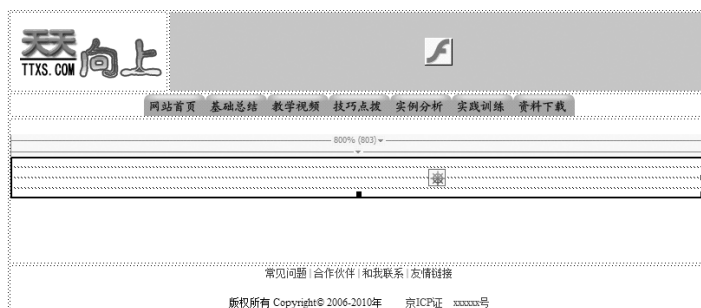 天天向上
TTXS.COM
网站首页 基础总结 教学视频 技巧点拨 实例分析 实践训练 资料下载
800% (803)
常见问题 | 合作伙伴 | 和我联系 | 友情链接
版权所有 Copyright© 2006-2010年 京ICP证 xxxxxx号